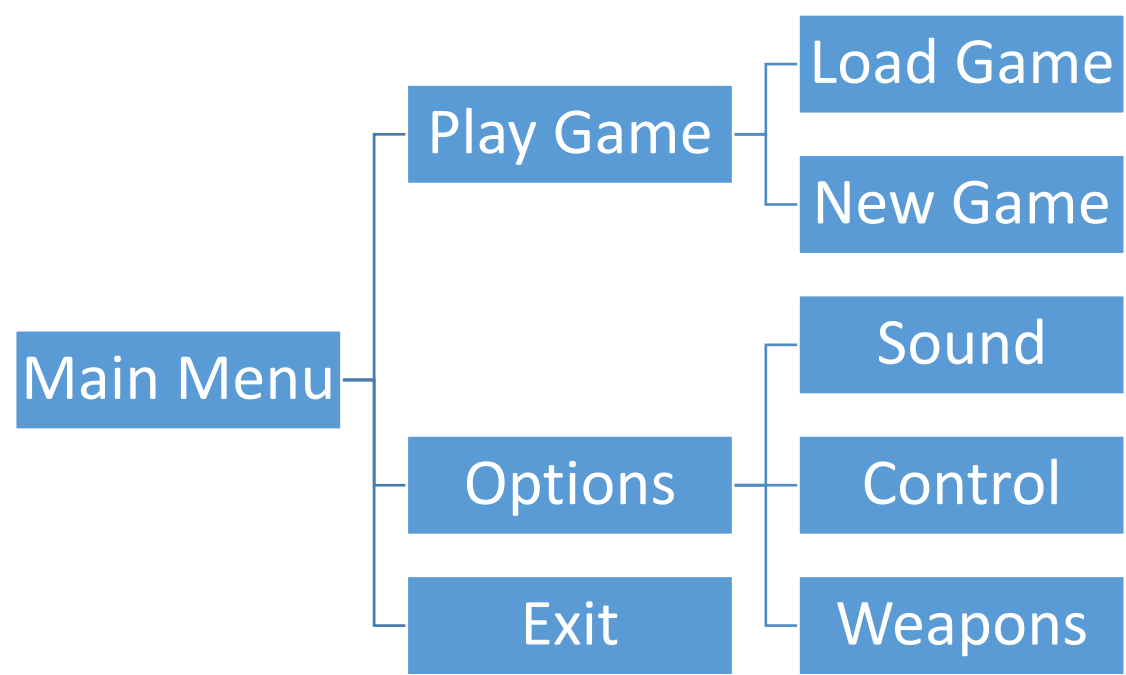 Main Menu
Play Game
Load Game
New Game
Options
Sound
Control
Weapons
Exit